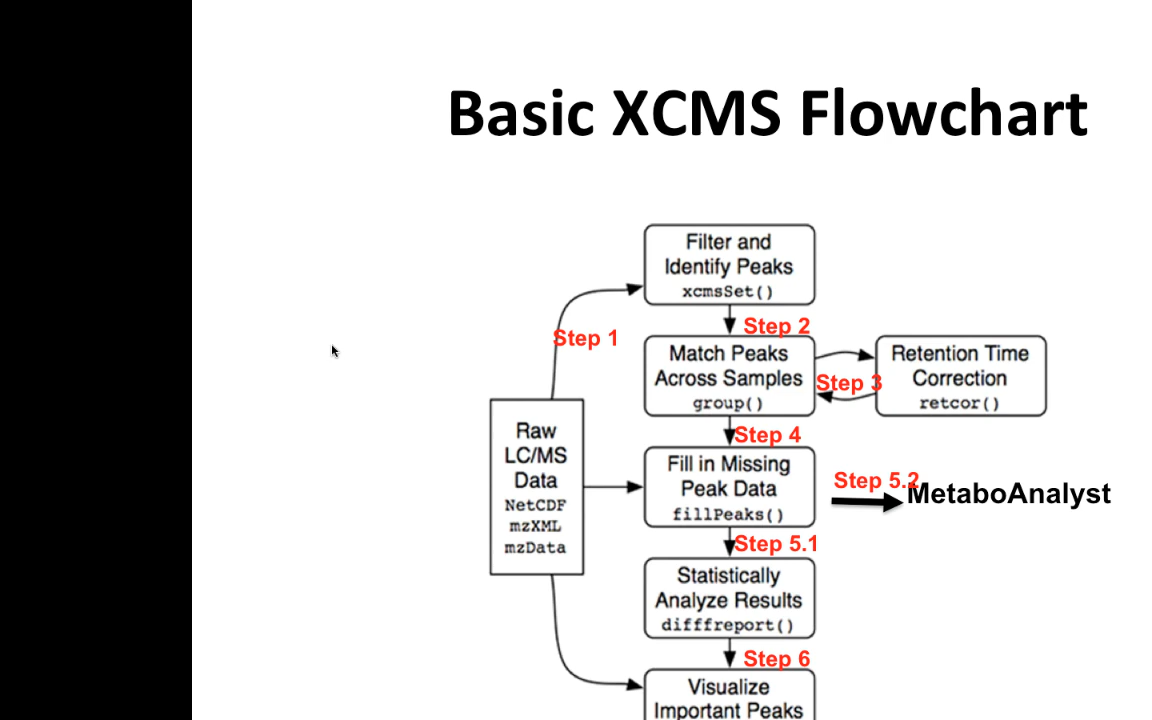 Basic XCMS Flowchart
Filter and
Identify Peaks
xcmsSet()
Step 1
Step 2
Match Peaks
Across Samples
group()
Step 3
Retention Time
Correction
retcor()
Raw
LC/MS
Data
NetCDF
mzXML
mzData
Step 4
Fill in Missing
Peak Data
fillPeaks()
Step 5.2
MetaboAnalyst
Step 5.1
Statistically
Analyze Results
difffreport()
Step 6
Visualize
Important Peaks